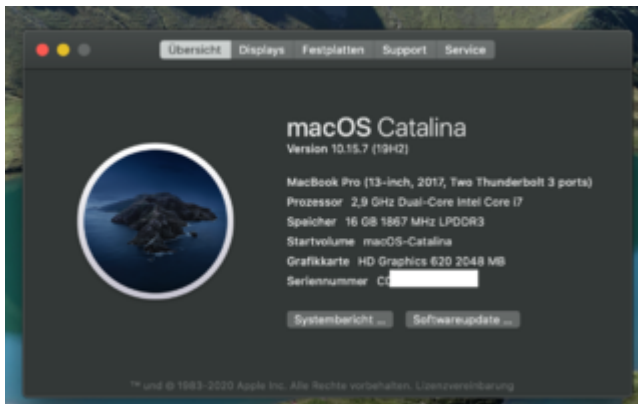 Übersicht Displays Festplatten Support Service
macOS Catalina
Version 10.15.7 (19H2)
MacBook Pro (13-inch, 2017, Two Thunderbolt 3 ports)
Prozessor 2,9 GHz Dual-Core Intel Core i7
Speicher 16 GB 1867 MHz LPDDR3
Startvolume macOS-Catalina
Grafikkarte HD Graphics 620 2048 MB
Seriennummer C0
Systembericht ... Softwareupdate ...
™ und © 1983-2020 Apple Inc. Alle Rechte vorbehalten. Lizenzvereinbarung